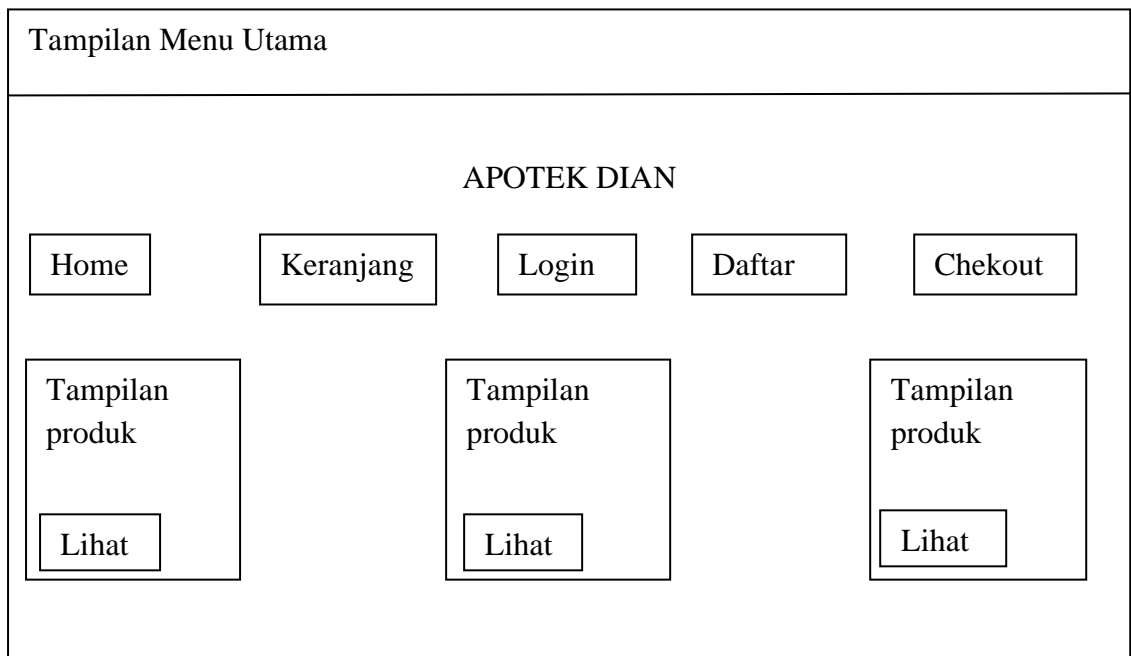 Tampilan Menu Utama
APOTEK DIAN
Home
Keranjang
Login
Daftar
Chekout
Tampilan
produk
Lihat
Tampilan
produk
Lihat
Tampilan
produk
Lihat